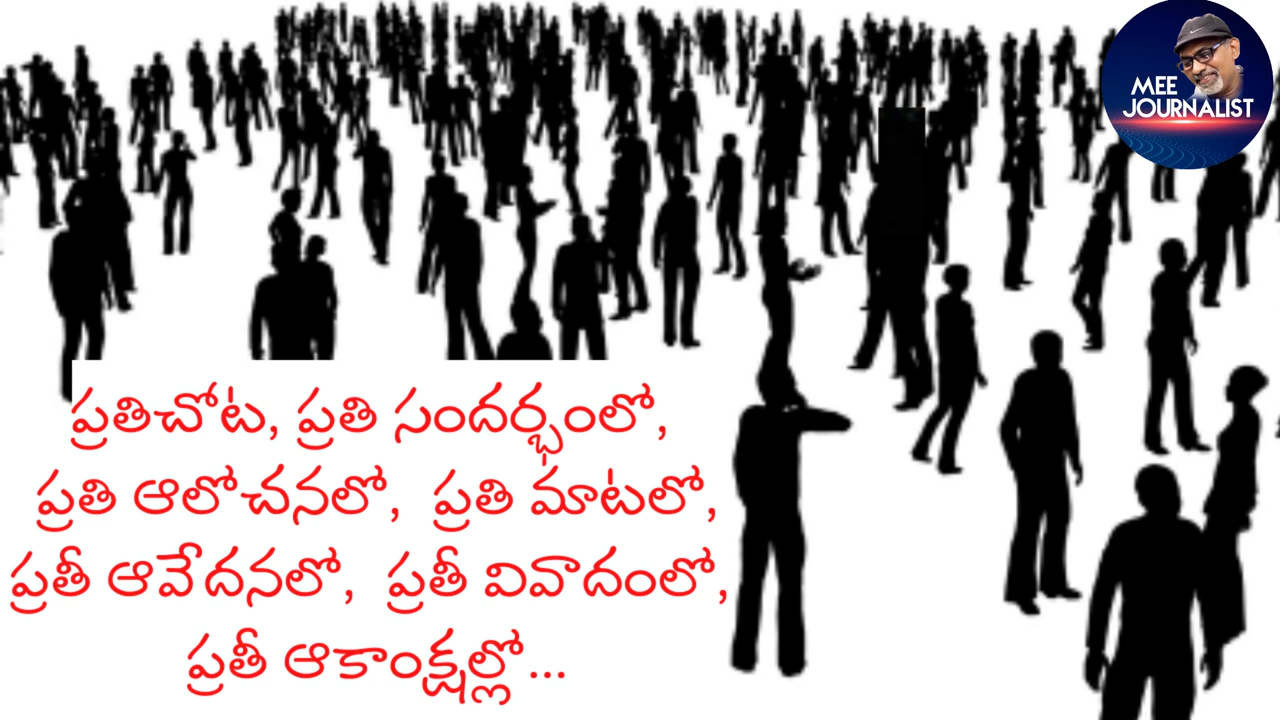 MEE
JOURNALIST
ప్రతిచోట, ప్రతి సందర్భంలో,
ప్రతి ఆలోచనలో, ప్రతి మాటలో,
ప్రతీ ఆవేదనలో, ప్రతీ వివాదంలో,
ప్రతీ ఆకాంక్షల్లో...